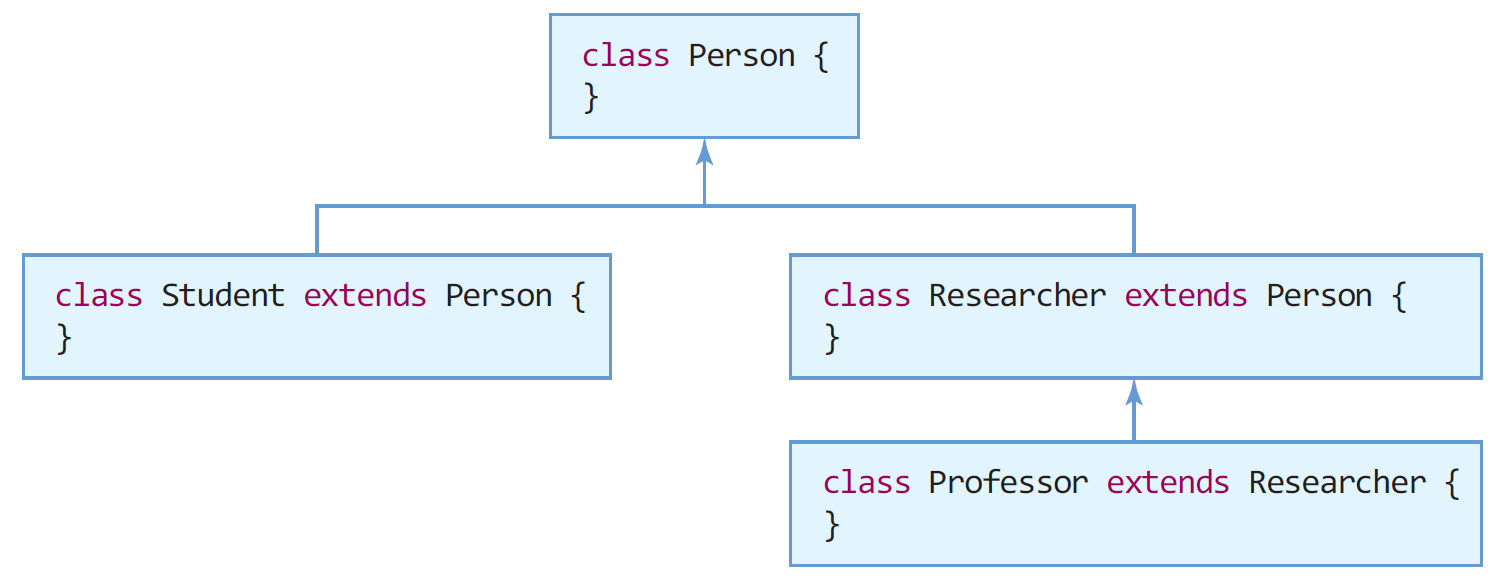 class Person {
}
class Student extends Person {
}
class Researcher extends Person {
}
class Professor extends Researcher {
}